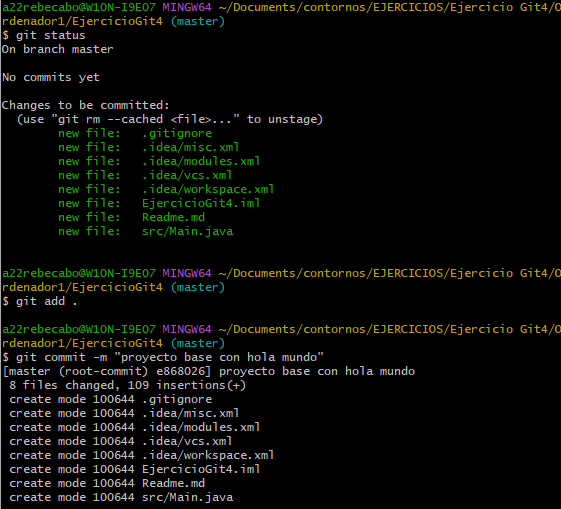 a22rebecabo@W10N-I9E07 MINGW64 ~/Documents/contornos/EJERCICIOS/Ejercicio Git4/O
rdenador1/EjercicioGit4 (master)
$ git status
On branch master
No commits yet
Changes to be committed:
  (use "git rm --cached <file>..." to unstage)
        new file:   .gitignore
        new file:   .idea/misc.xml
        new file:   .idea/modules.xml
        new file:   .idea/vcs.xml
        new file:   .idea/workspace.xml
        new file:   EjercicioGit4.iml
        new file:   Readme.md
        new file:   src/Main.java
a22rebecabo@W10N-I9E07 MINGW64 ~/Documents/contornos/EJERCICIOS/Ejercicio Git4/O
rdenador1/EjercicioGit4 (master)
$ git add .
a22rebecabo@W10N-I9E07 MINGW64 ~/Documents/contornos/EJERCICIOS/Ejercicio Git4/O
rdenador1/EjercicioGit4 (master)
$ git commit -m "proyecto base con hola mundo"
[master (root-commit) e868026] proyecto base con hola mundo
 8 files changed, 109 insertions(+)
 create mode 100644 .gitignore
 create mode 100644 .idea/misc.xml
 create mode 100644 .idea/modules.xml
 create mode 100644 .idea/vcs.xml
 create mode 100644 .idea/workspace.xml
 create mode 100644 EjercicioGit4.iml
 create mode 100644 Readme.md
 create mode 100644 src/Main.java